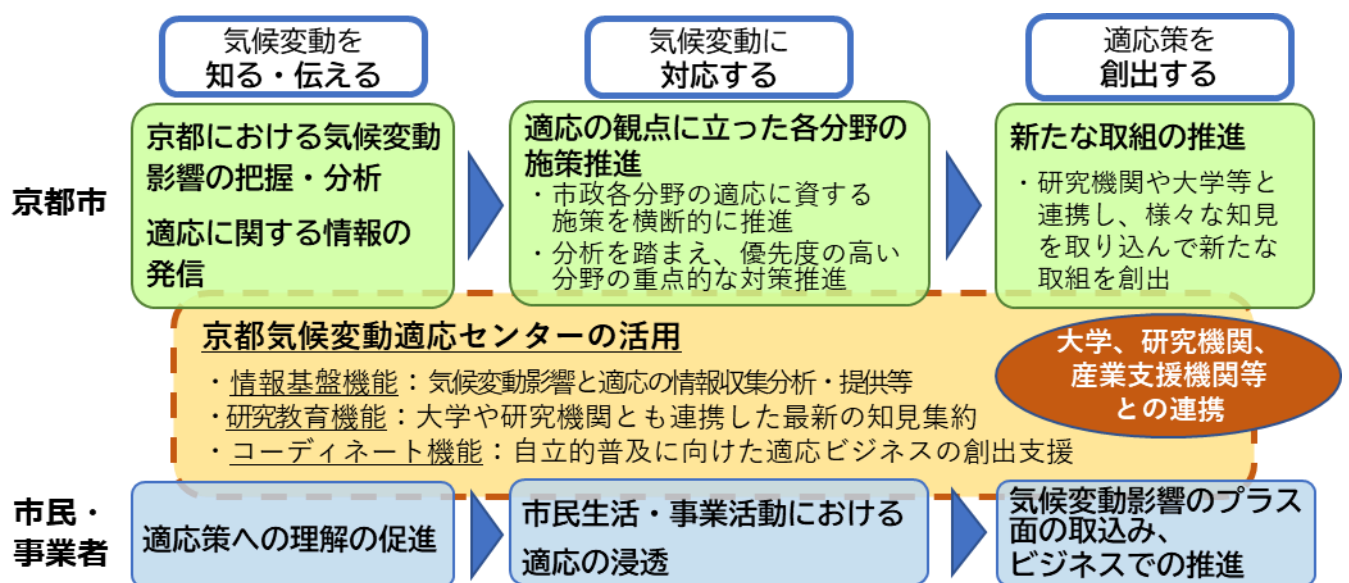 気候変動を
知る・伝える
気候変動に
対応する
適応策を
創出する
京都市
京都における気候変動
影響の把握・分析
適応に関する情報の
発信
適応の観点に立った各分野の
施策推進
・市政各分野の適応に資する
施策を横断的に推進
・分析を踏まえ、優先度の高い
分野の重点的な対策推進
新たな取組の推進
・研究機関や大学等と
連携し、様々な知見
を取り込んで新たな
取組を創出
京都気候変動適応センターの活用
・情報基盤機能：気候変動影響と適応の情報収集分析・提供等
・研究教育機能：大学や研究機関とも連携した最新の知見集約
・コーディネート機能：自立的普及に向けた適応ビジネスの創出支援
大学、研究機関、
産業支援機関等
との連携
市民・
事業者
適応策への理解の促進
市民生活・事業活動における
適応の浸透
気候変動影響のプラス
面の取込み、
ビジネスでの推進